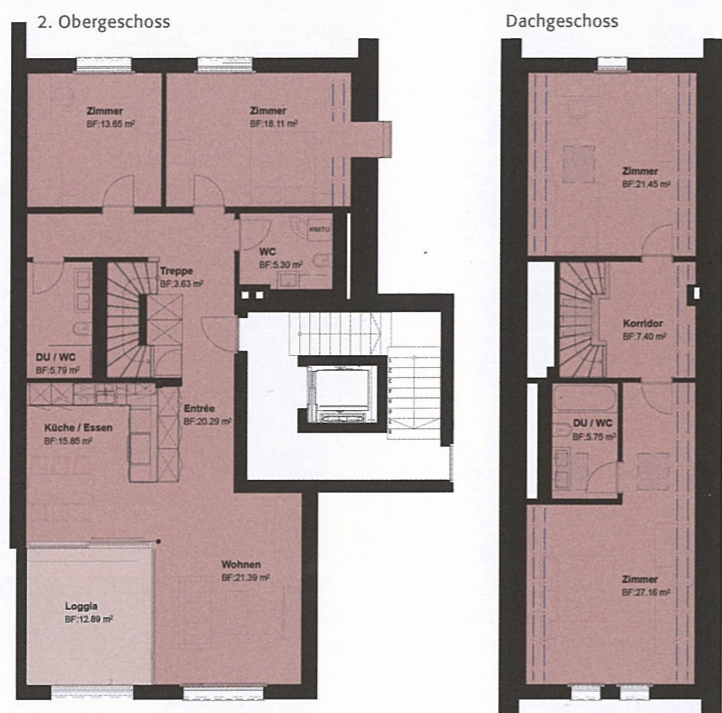 2. Obergeschoss
Zimmer
BF:13.65 m²
Zimmer
BF:18.11 m²
WC
BF:5.30 m²
WM/TU
Treppe
BF:3.63 m²
DU / WC
BF:5.79 m²
Entrée
BF:20.29 m²
Küche / Essen
BF:15.85 m²
Wohnen
BF:21.39 m²
Loggia
BF:12.89 m²
Dachgeschoss
Zimmer
BF:21.45 m²
Korridor
BF:7.40 m²
DU / WC
BF:5.75 m²
Zimmer
BF:27.16 m²